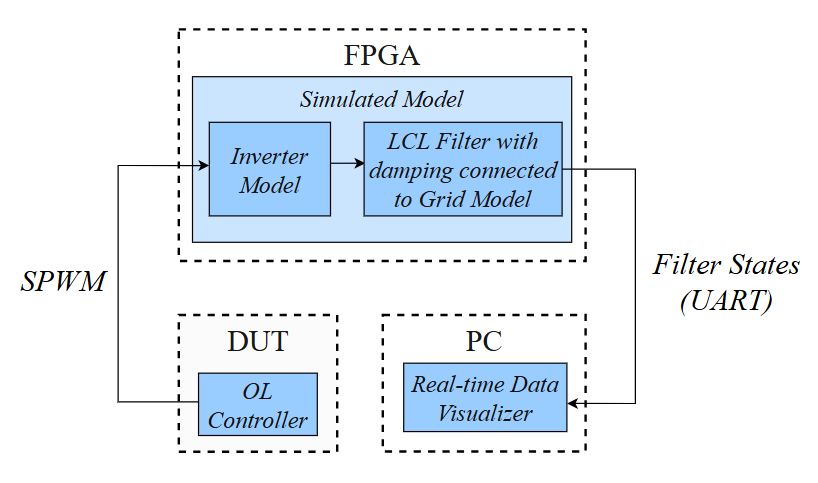 FPGA
Simulated Model
Inverter
Model
LCL Filter with
damping connected
to Grid Model
SPWM
Filter States
(UART)
DUT
OL
Controller
PC
Real-time Data
Visualizer